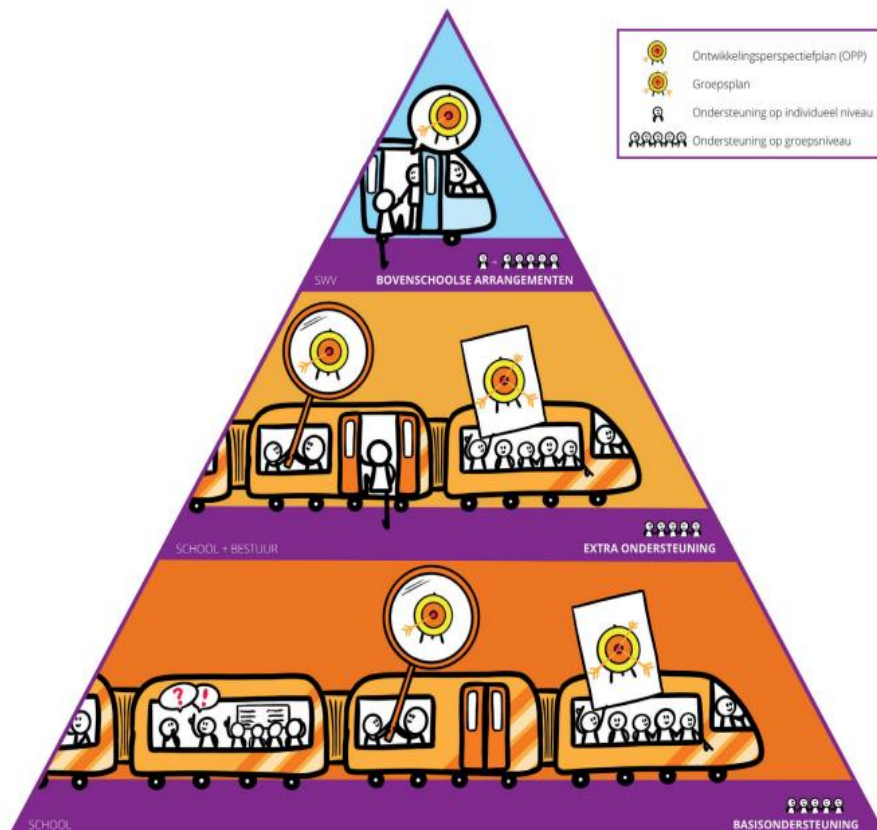 Ontwikkelingsperspectiefplan (OPP)
Groepsplan
Ondersteuning op individueel niveau
Ondersteuning op groepsniveau
-
SWV BOVENSCHOOLSE ARRANGEMENTEN
SCHOOL + BESTUUR EXTRA ONDERSTEUNING
? !
SCHOOL BASISONDERSTEUNING